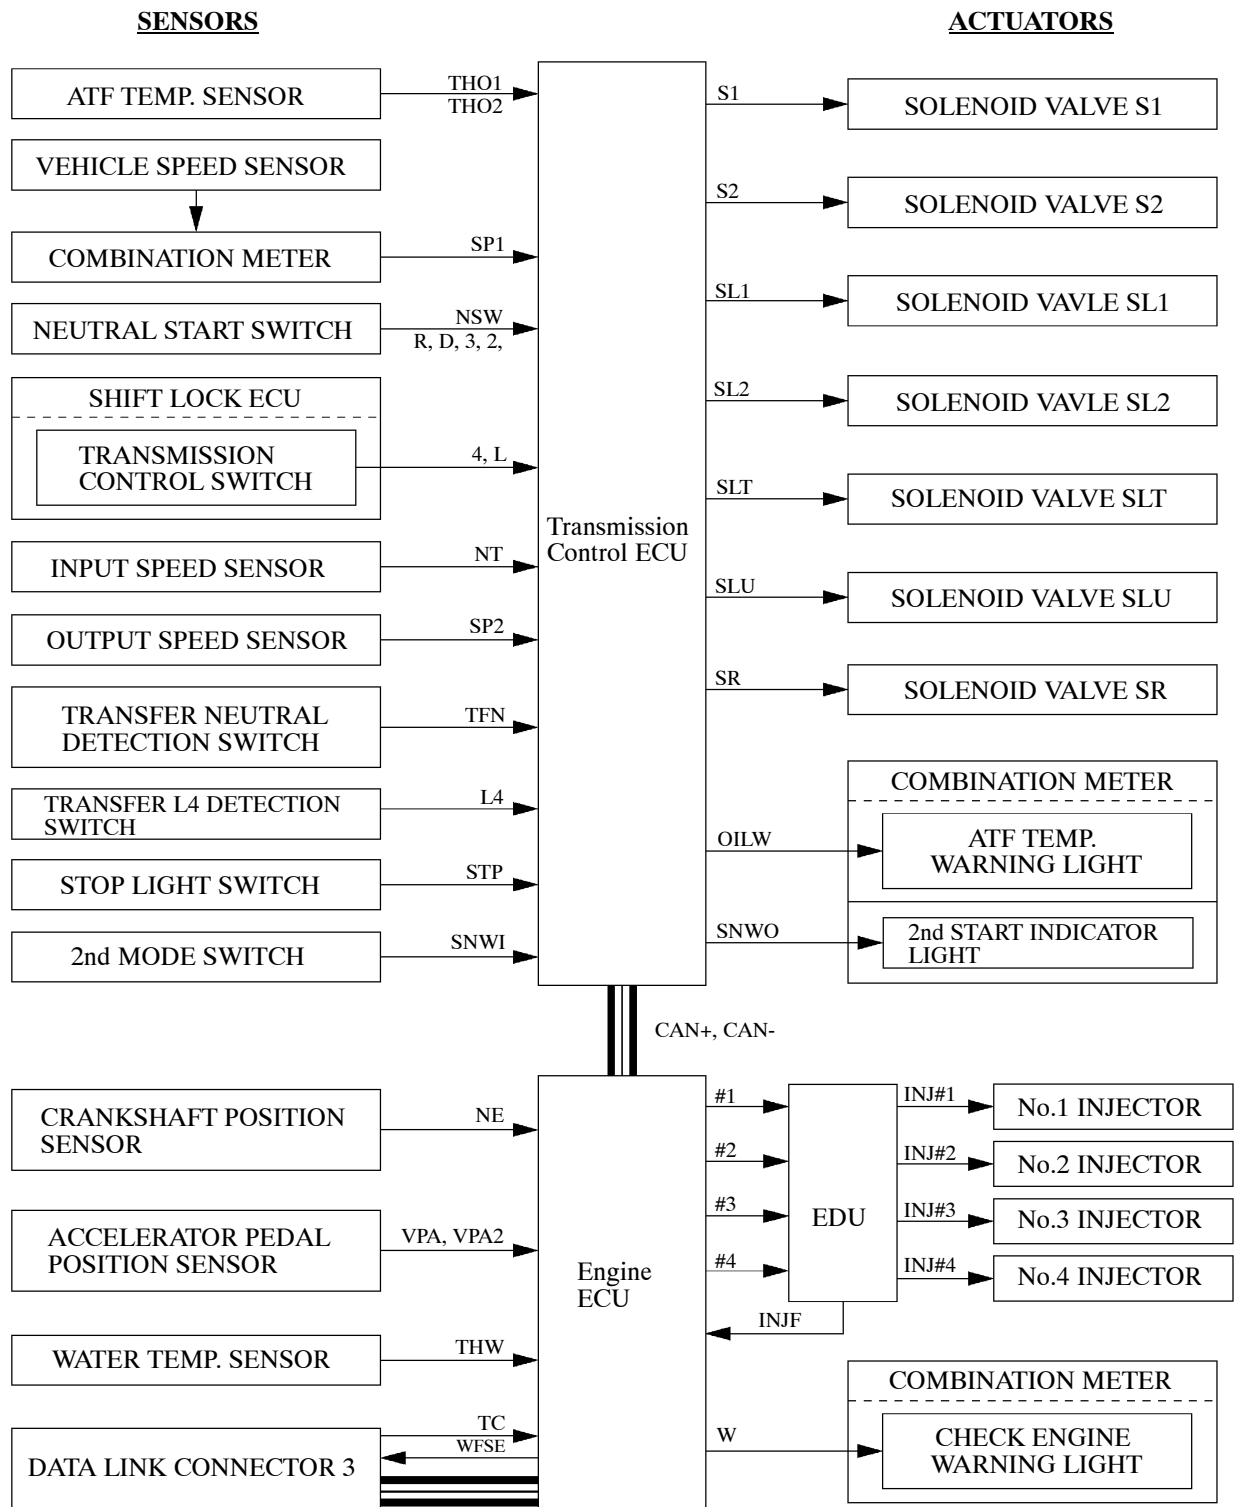 SENSORS
ACTUATORS
ATF TEMP. SENSOR
THO1
THO2
VEHICLE SPEED SENSOR
COMBINATION METER
SP1
NEUTRAL START SWITCH
NSW
R, D, 3, 2,
SHIFT LOCK ECU
TRANSMISSION
CONTROL SWITCH
4, L
INPUT SPEED SENSOR
NT
OUTPUT SPEED SENSOR
SP2
TRANSFER NEUTRAL
DETECTION SWITCH
TFN
TRANSFER L4 DETECTION
SWITCH
L4
STOP LIGHT SWITCH
STP
2nd MODE SWITCH
SNWI
Transmission
Control ECU
S1
SOLENOID VALVE S1
S2
SOLENOID VALVE S2
SL1
SOLENOID VAVLE SL1
SL2
SOLENOID VAVLE SL2
SLT
SOLENOID VALVE SLT
SLU
SOLENOID VALVE SLU
SR
SOLENOID VALVE SR
COMBINATION METER
OILW
ATF TEMP.
WARNING LIGHT
SNWO
2nd START INDICATOR
LIGHT
CAN+, CAN-
CRANKSHAFT POSITION
SENSOR
NE
ACCELERATOR PEDAL
POSITION SENSOR
VPA, VPA2
WATER TEMP. SENSOR
THW
DATA LINK CONNECTOR 3
TC
WFSE
Engine
ECU
#1
#2
#3
#4
EDU
INJF
INJ#1
No.1 INJECTOR
INJ#2
No.2 INJECTOR
INJ#3
No.3 INJECTOR
INJ#4
No.4 INJECTOR
COMBINATION METER
W
CHECK ENGINE
WARNING LIGHT